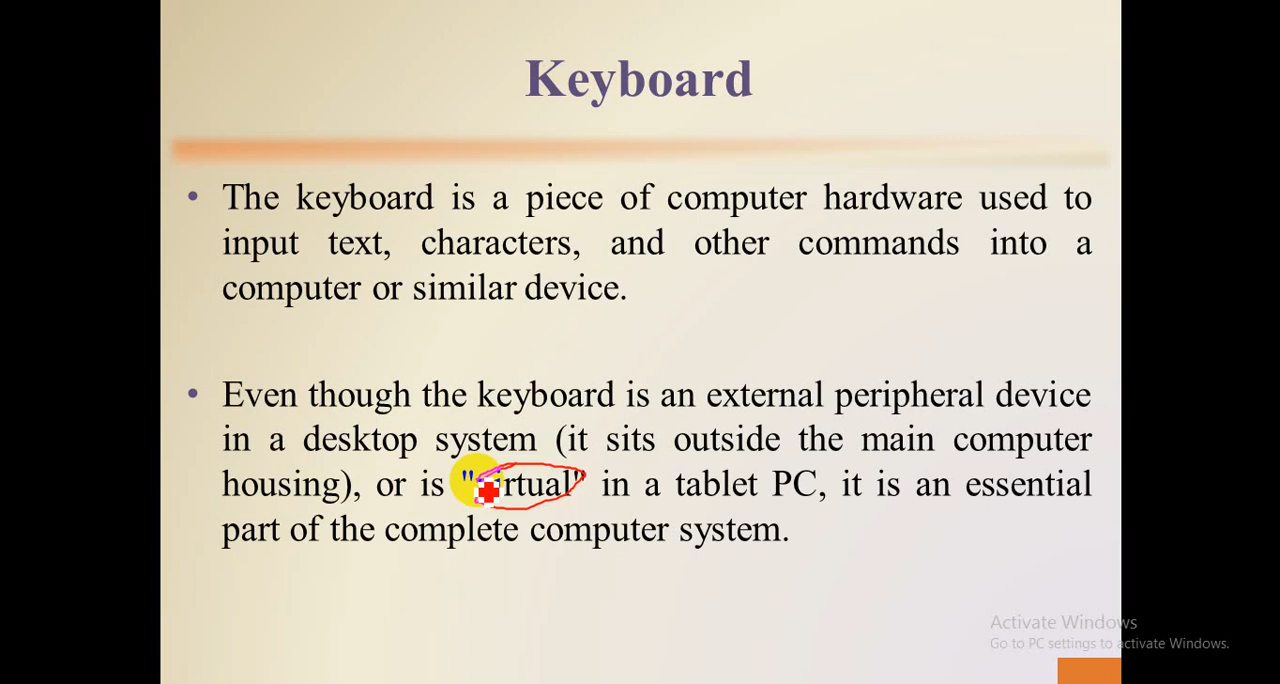 Keyboard
• The keyboard is a piece of computer hardware used to
input text, characters, and other commands into a
computer or similar device.
• Even though the keyboard is an external peripheral device
in a desktop system (it sits outside the main computer
housing), or is "virtual" in a tablet PC, it is an essential
part of the complete computer system.
Activate Windows
Go to PC settings to activate Windows.